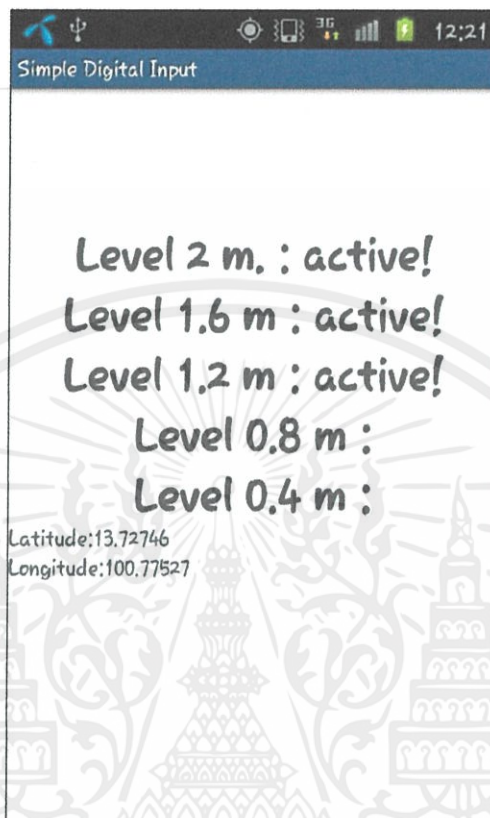 3G 12:21
Simple Digital Input
Level 2 m. : active!
Level 1.6 m : active!
Level 1.2 m : active!
Level 0.8 m :
Level 0.4 m :
Latitude:13.72746
Longitude:100.77527